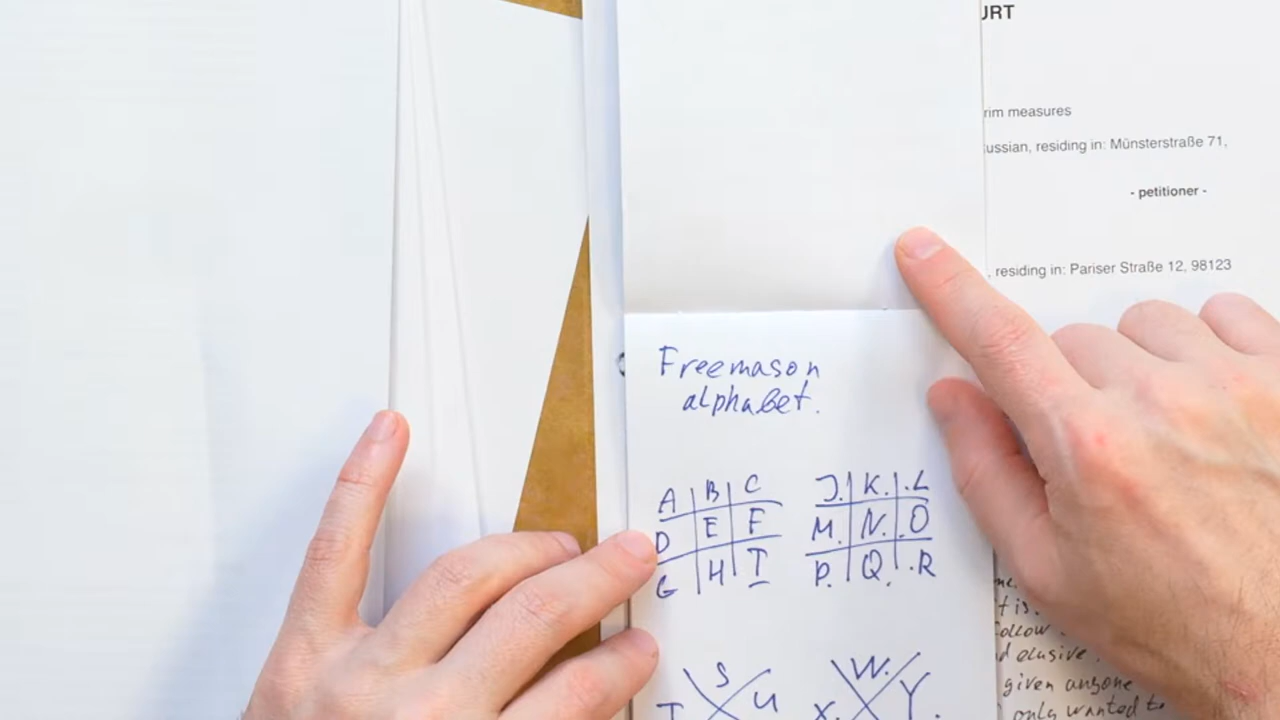 URT
rim measures
ussian, residing in: Münsterstraße 71,
- petitioner -
, residing in: Pariser Straße 12, 98123
Freemason
alphabet.
A B C J. K. .L
D E F M. N. .O
G H I P. Q. .R
S W.
T U X. Y.
t is.
follow
d elusive.
given anyone
only wanted to